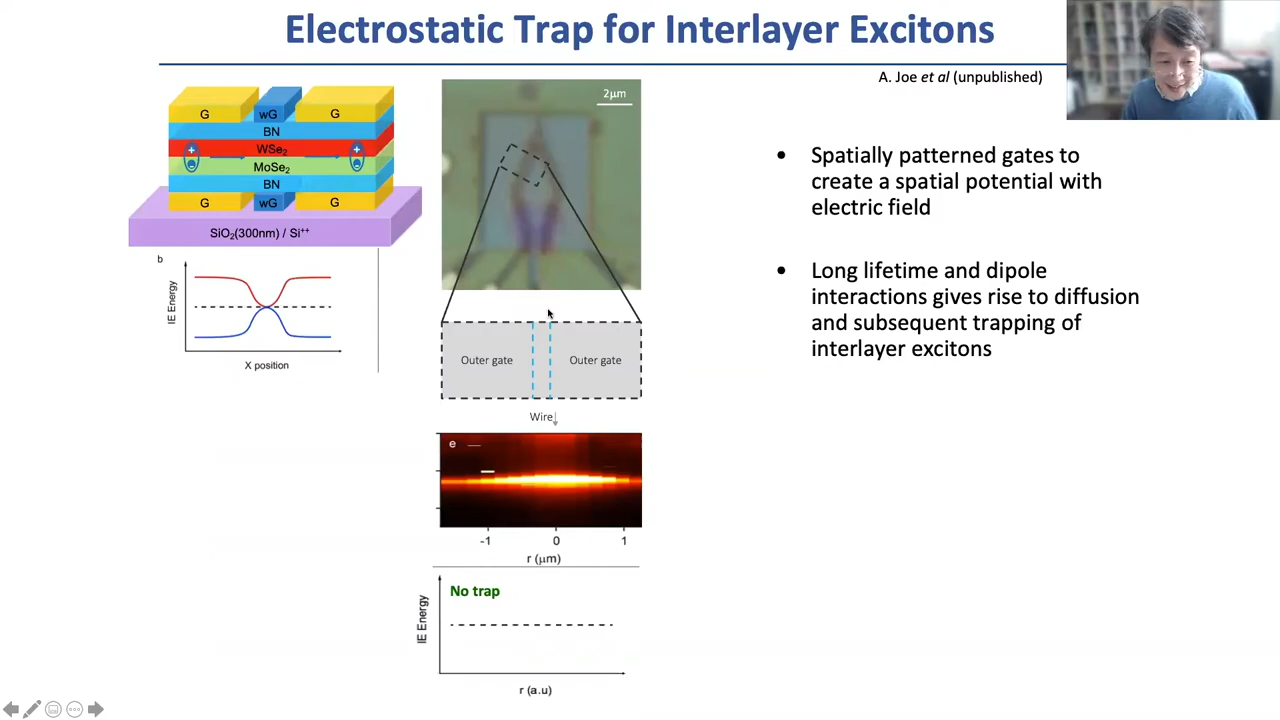 Electrostatic Trap for Interlayer Excitons
A. Joe et al (unpublished)
G
wG
G
BN
WSe₂
MoSe₂
BN
G
wG
G
SiO₂(300nm) / Si⁺⁺
+
-
+
-
b
IE Energy
X position
2μm
Outer gate
Outer gate
Wire
e
-1
0
1
r (μm)
No trap
IE Energy
r (a.u)
• Spatially patterned gates to
create a spatial potential with
electric field
• Long lifetime and dipole
interactions gives rise to diffusion
and subsequent trapping of
interlayer excitons